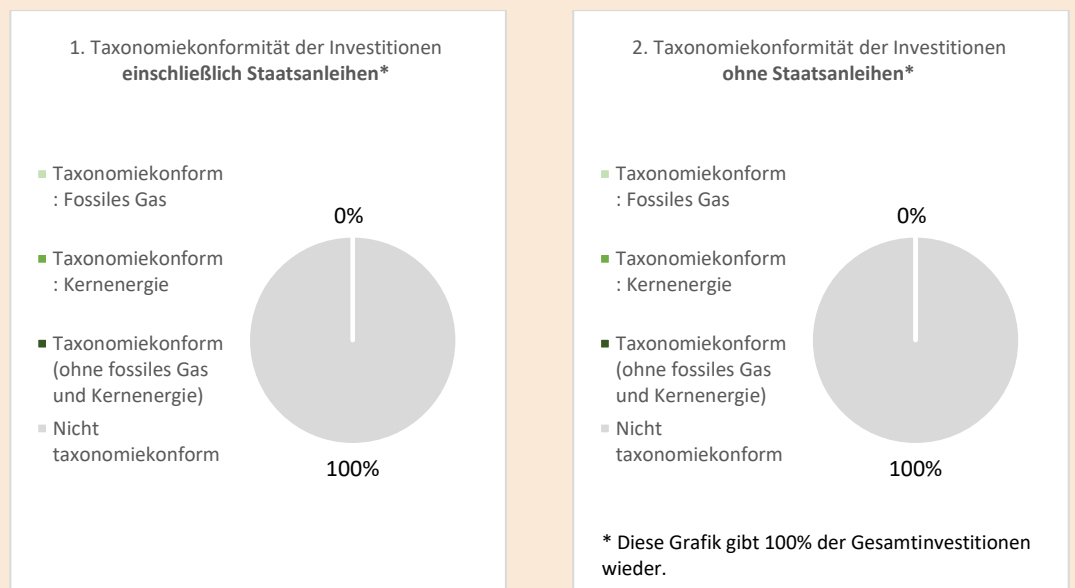 1. Taxonomiekonformität der Investitionen
einschließlich Staatsanleihen*
Taxonomiekonform
: Fossiles Gas
Taxonomiekonform
: Kernenergie
Taxonomiekonform
(ohne fossiles Gas
und Kernenergie)
Nicht
taxonomiekonform
0%
100%
2. Taxonomiekonformität der Investitionen
ohne Staatsanleihen*
Taxonomiekonform
: Fossiles Gas
Taxonomiekonform
: Kernenergie
Taxonomiekonform
(ohne fossiles Gas
und Kernenergie)
Nicht
taxonomiekonform
0%
100%
* Diese Grafik gibt 100% der Gesamtinvestitionen
wieder.